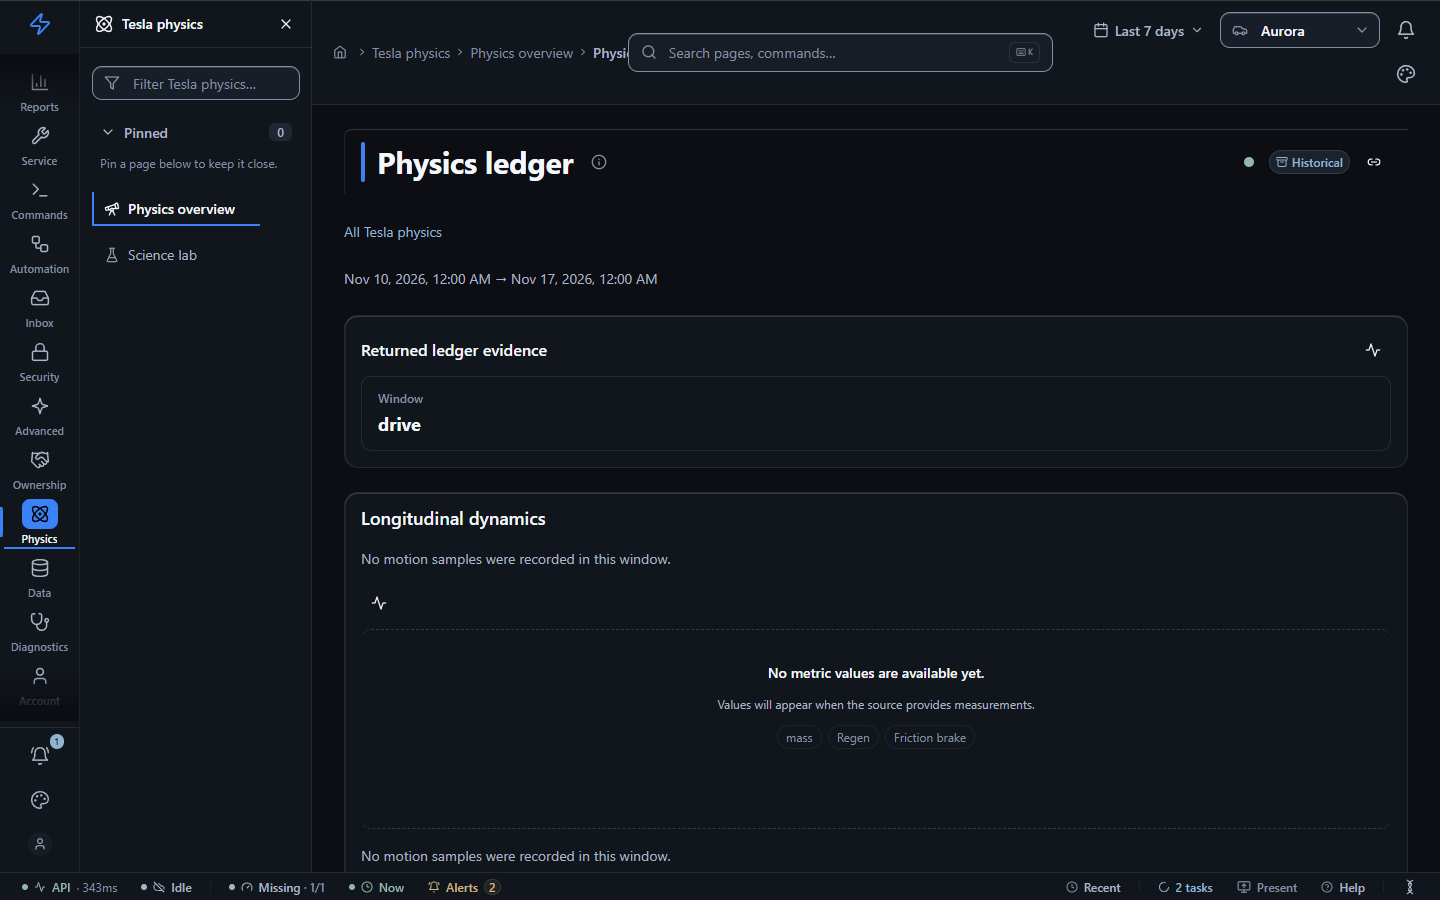 Tesla physics
Filter Tesla physics...
Pinned
0
Pin a page below to keep it close.
Physics overview
Science lab
Reports
Service
Commands
Automation
Inbox
Security
Advanced
Ownership
Physics
Data
Diagnostics
Account
1
Tesla physics
Physics overview
Search pages, commands...
K
Last 7 days
Aurora
Physics ledger
Historical
All Tesla physics
Nov 10, 2026, 12:00 AM → Nov 17, 2026, 12:00 AM
Returned ledger evidence
Window
drive
Longitudinal dynamics
No motion samples were recorded in this window.
No metric values are available yet.
Values will appear when the source provides measurements.
mass
Regen
Friction brake
No motion samples were recorded in this window.
API · 343ms
Idle
Missing · 1/1
Now
Alerts 2
Recent
2 tasks
Present
Help